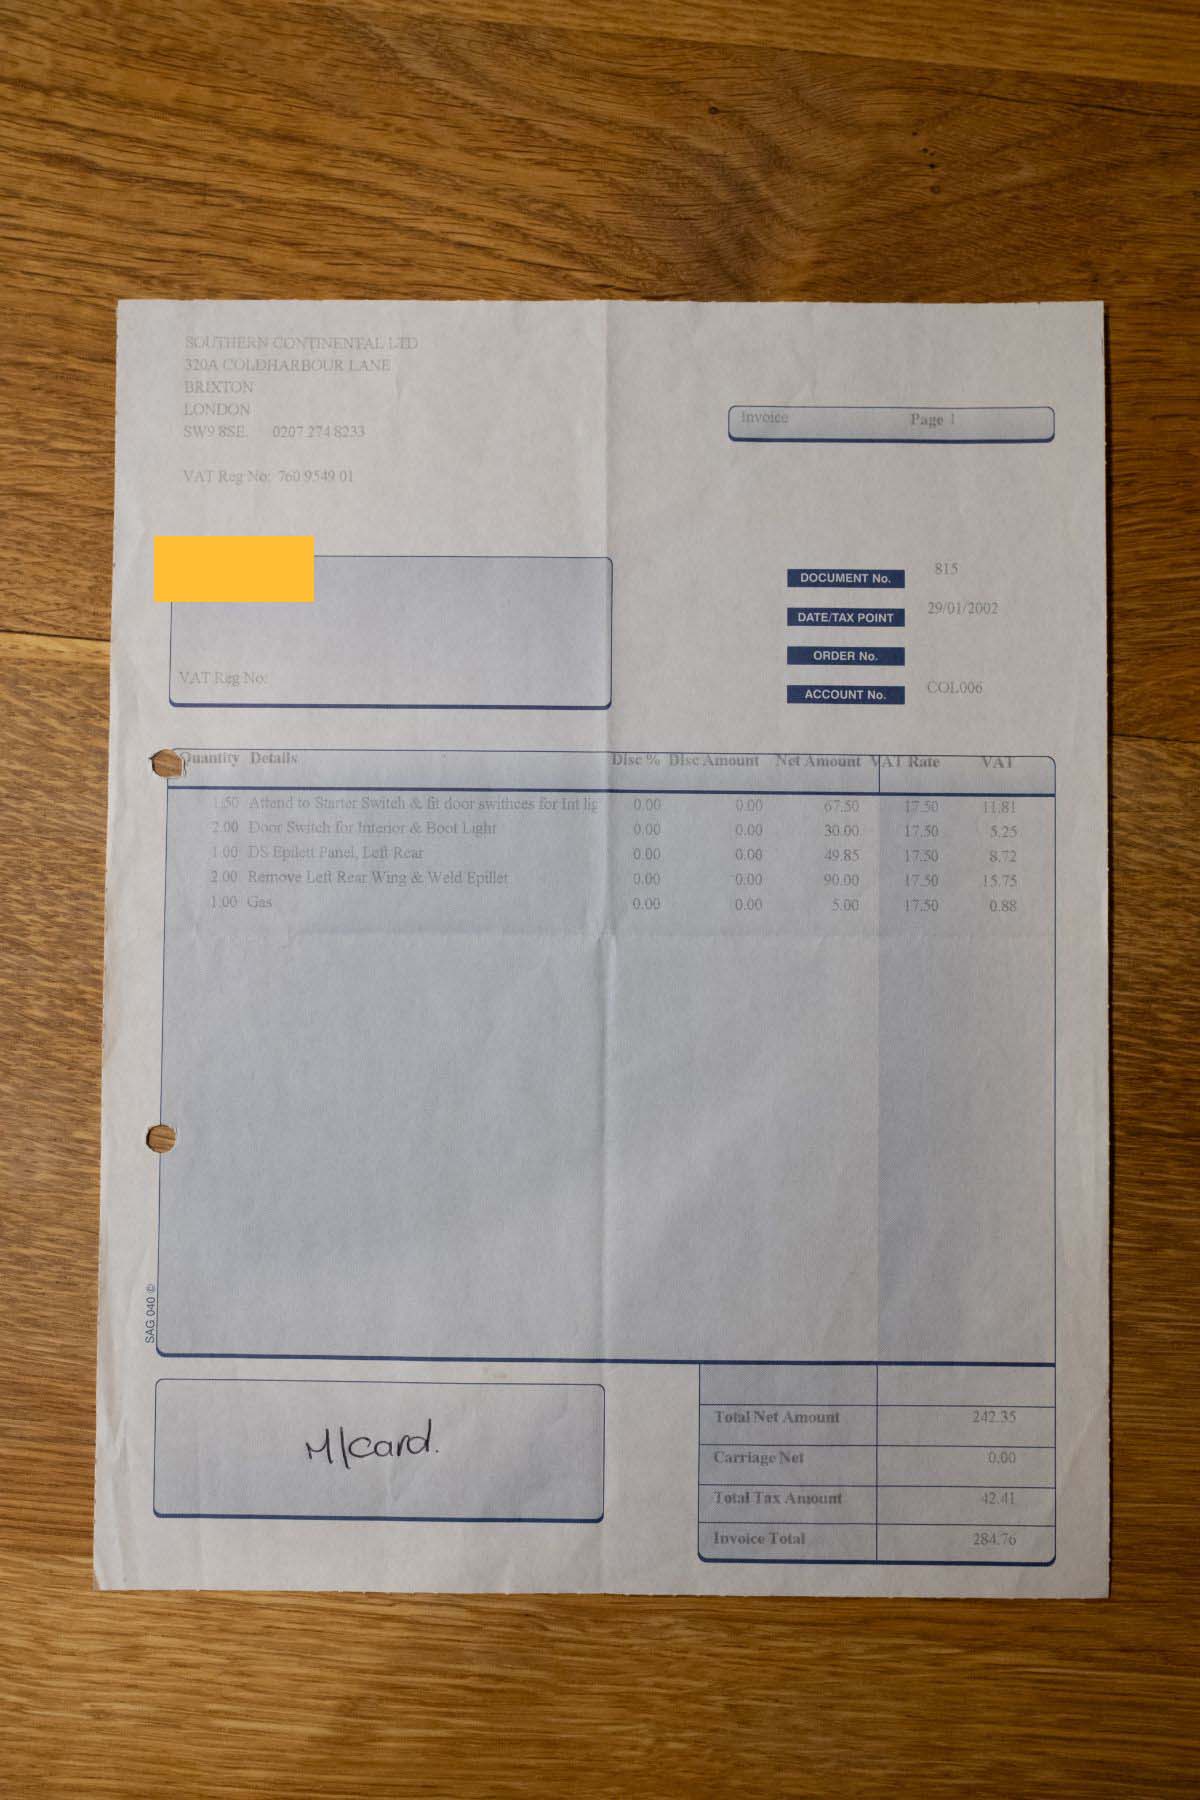 SOUTHERN CONTINENTAL LTD
320A COLDHARBOUR LANE
BRIXTON
LONDON
SW9 8SE. 0207 274 8233
VAT Reg No: 760 9549 01
Invoice Page 1
DOCUMENT No. 815
DATE/TAX POINT 29/01/2002
ORDER No.
ACCOUNT No. COL006
VAT Reg No:
Quantity Details Disc % Disc Amount Net Amount VAT Rate VAT
1.50 Attend to Starter Switch & fit door swithces for Int lig 0.00 0.00 67.50 17.50 11.81
2.00 Door Switch for Interior & Boot Light 0.00 0.00 30.00 17.50 5.25
1.00 DS Epilett Panel, Left Rear 0.00 0.00 49.85 17.50 8.72
2.00 Remove Left Rear Wing & Weld Epillet 0.00 0.00 90.00 17.50 15.75
1.00 Gas 0.00 0.00 5.00 17.50 0.88
SAG 040 ©
M/Card.
Total Net Amount 242.35
Carriage Net 0.00
Total Tax Amount 42.41
Invoice Total 284.76